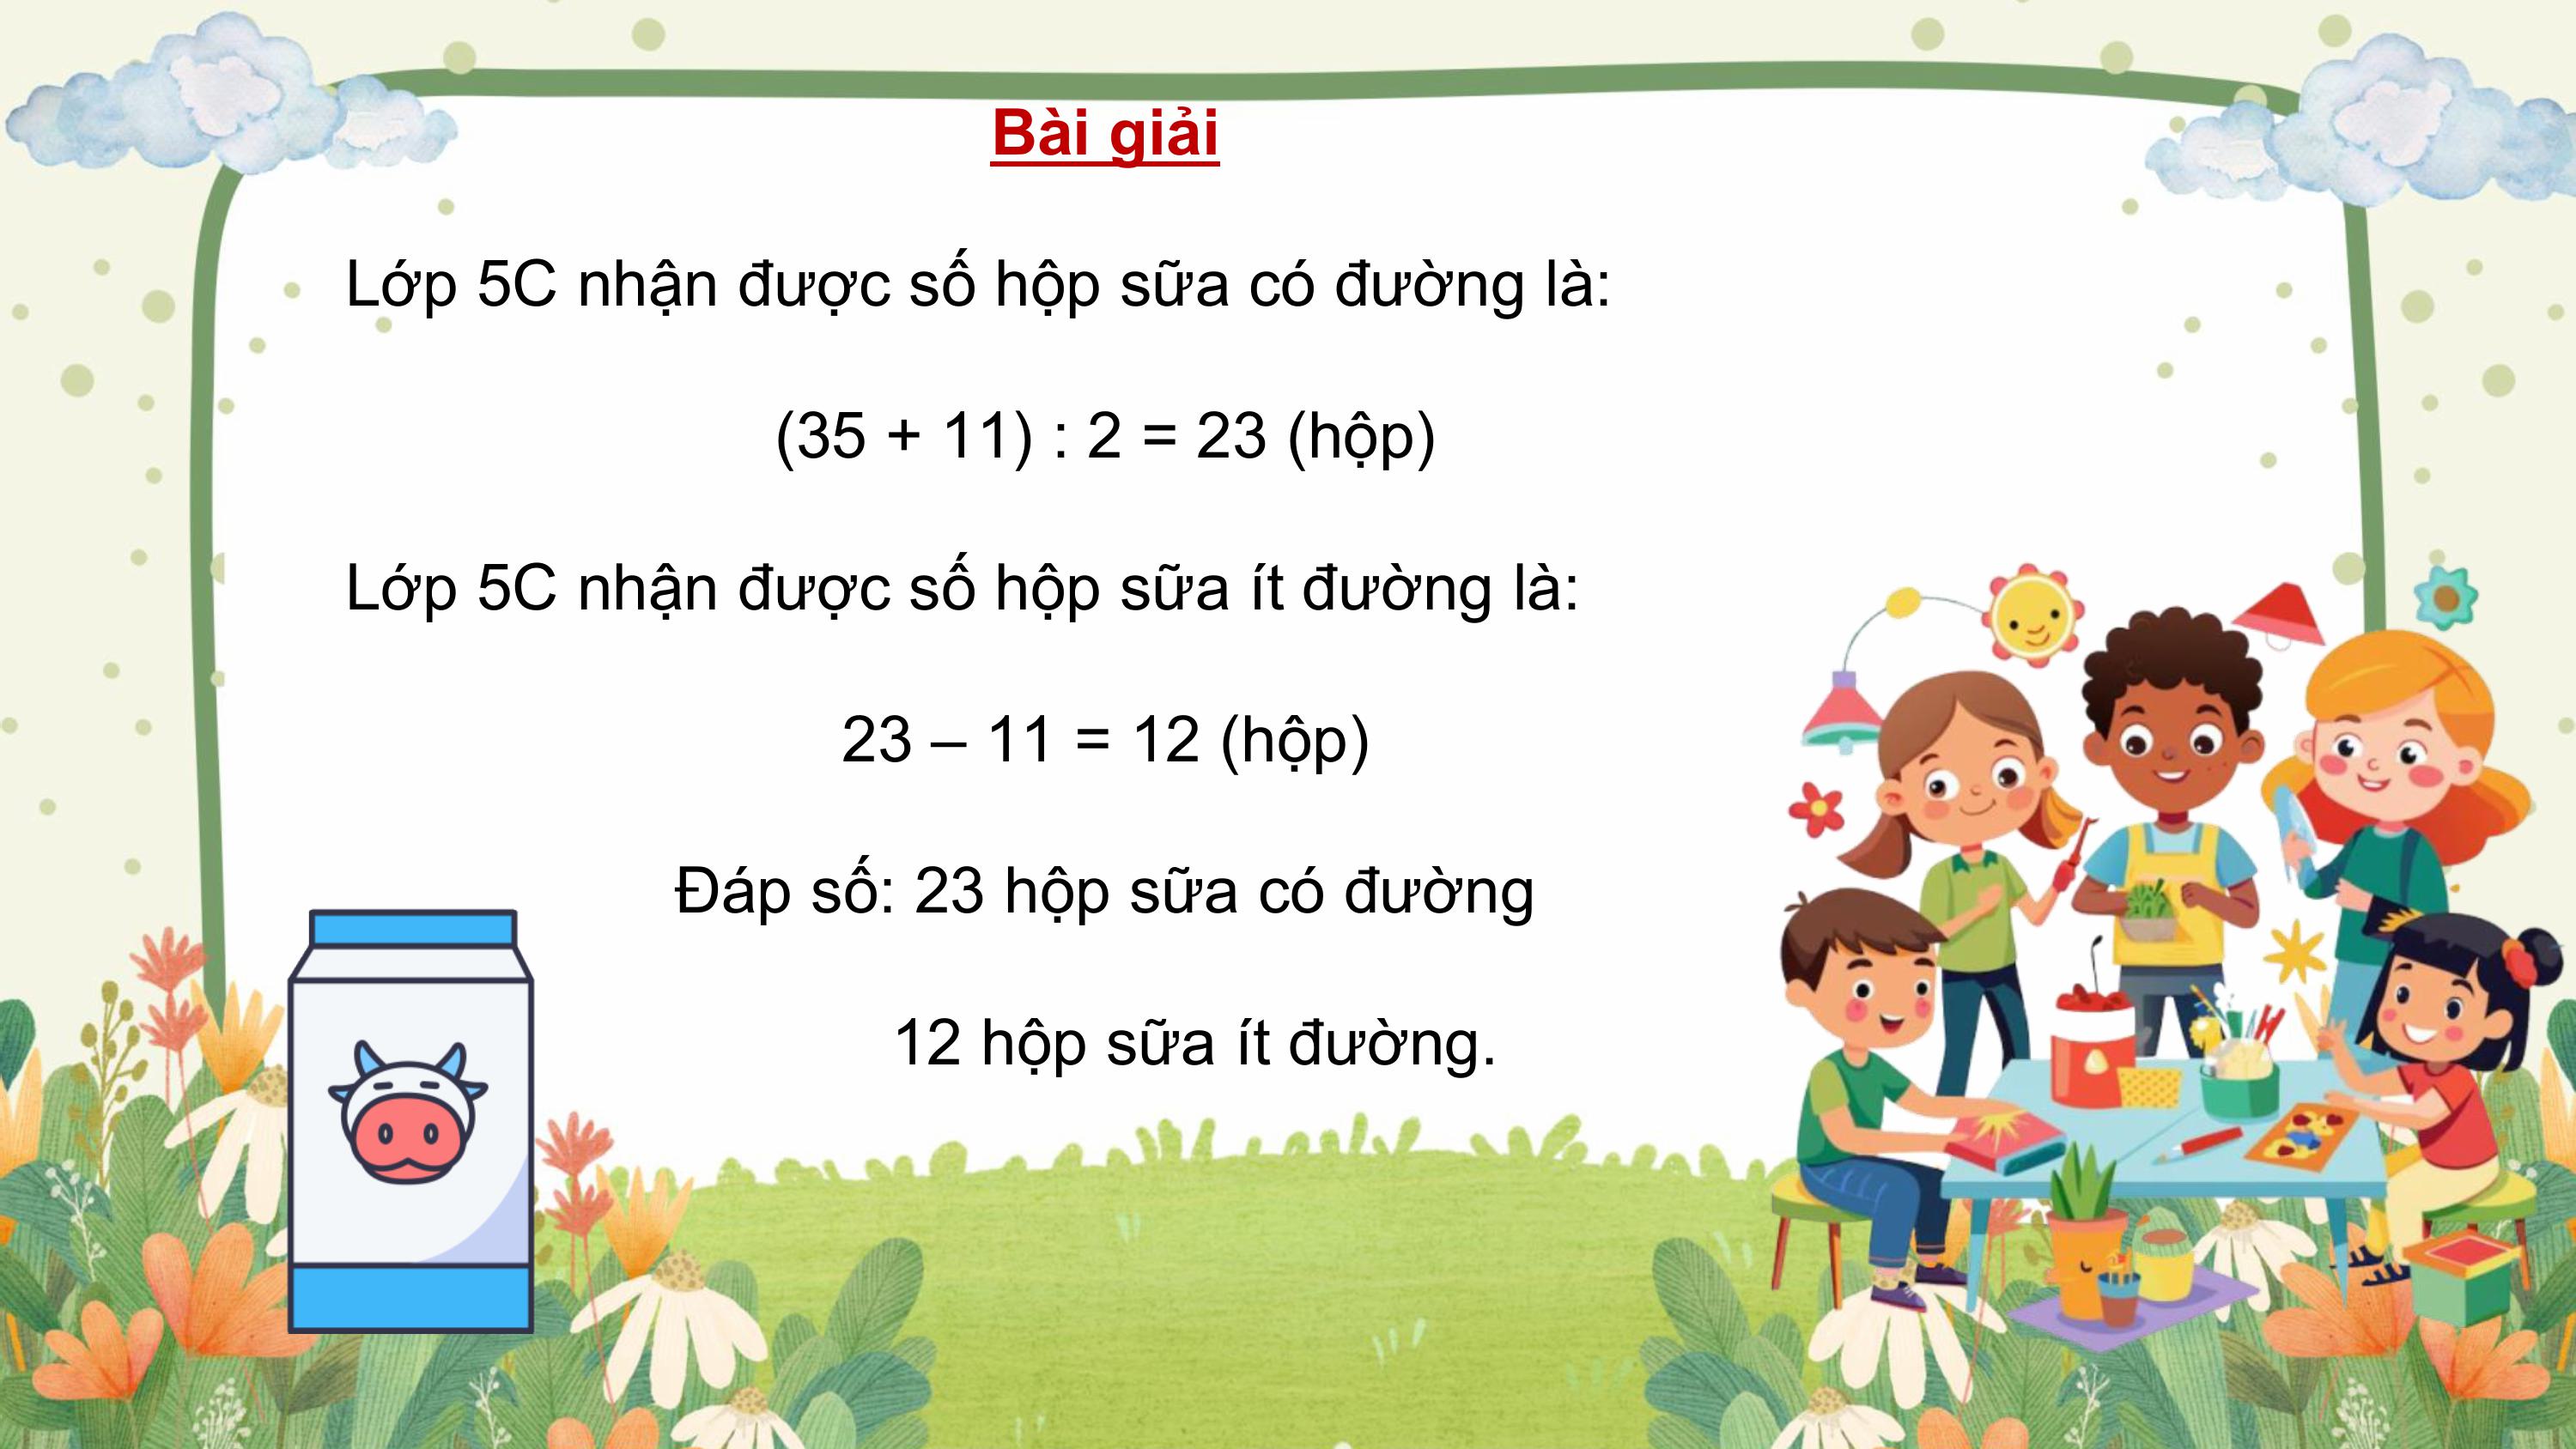 Bài giải
Lớp 5C nhận được số hộp sữa có đường là:
(35 + 11) : 2 = 23 (hộp)
Lớp 5C nhận được số hộp sữa ít đường là:
23 – 11 = 12 (hộp)
Đáp số: 23 hộp sữa có đường
12 hộp sữa ít đường.